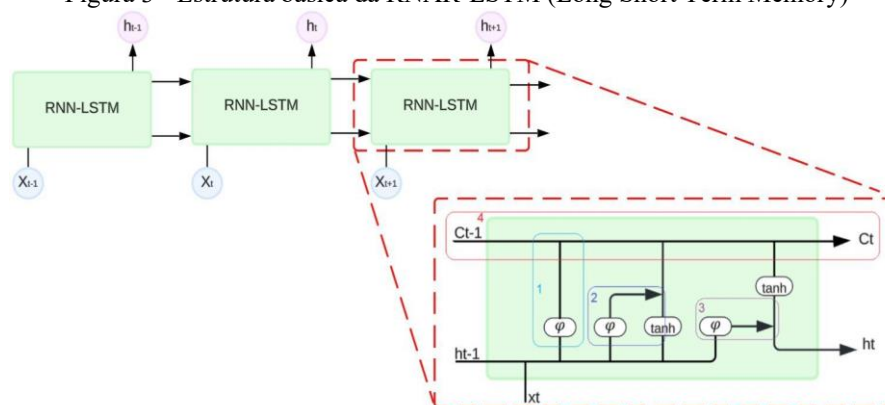 Figura - Estrutura básica da RNAR-LSTM (Long Short Term Memory)
ht-1 ht ht+1
RNN-LSTM RNN-LSTM RNN-LSTM
Xt-1 Xt Xt+1
4
Ct-1 Ct
1
2
3
tanh
φ φ tanh φ
ht-1 ht
xt